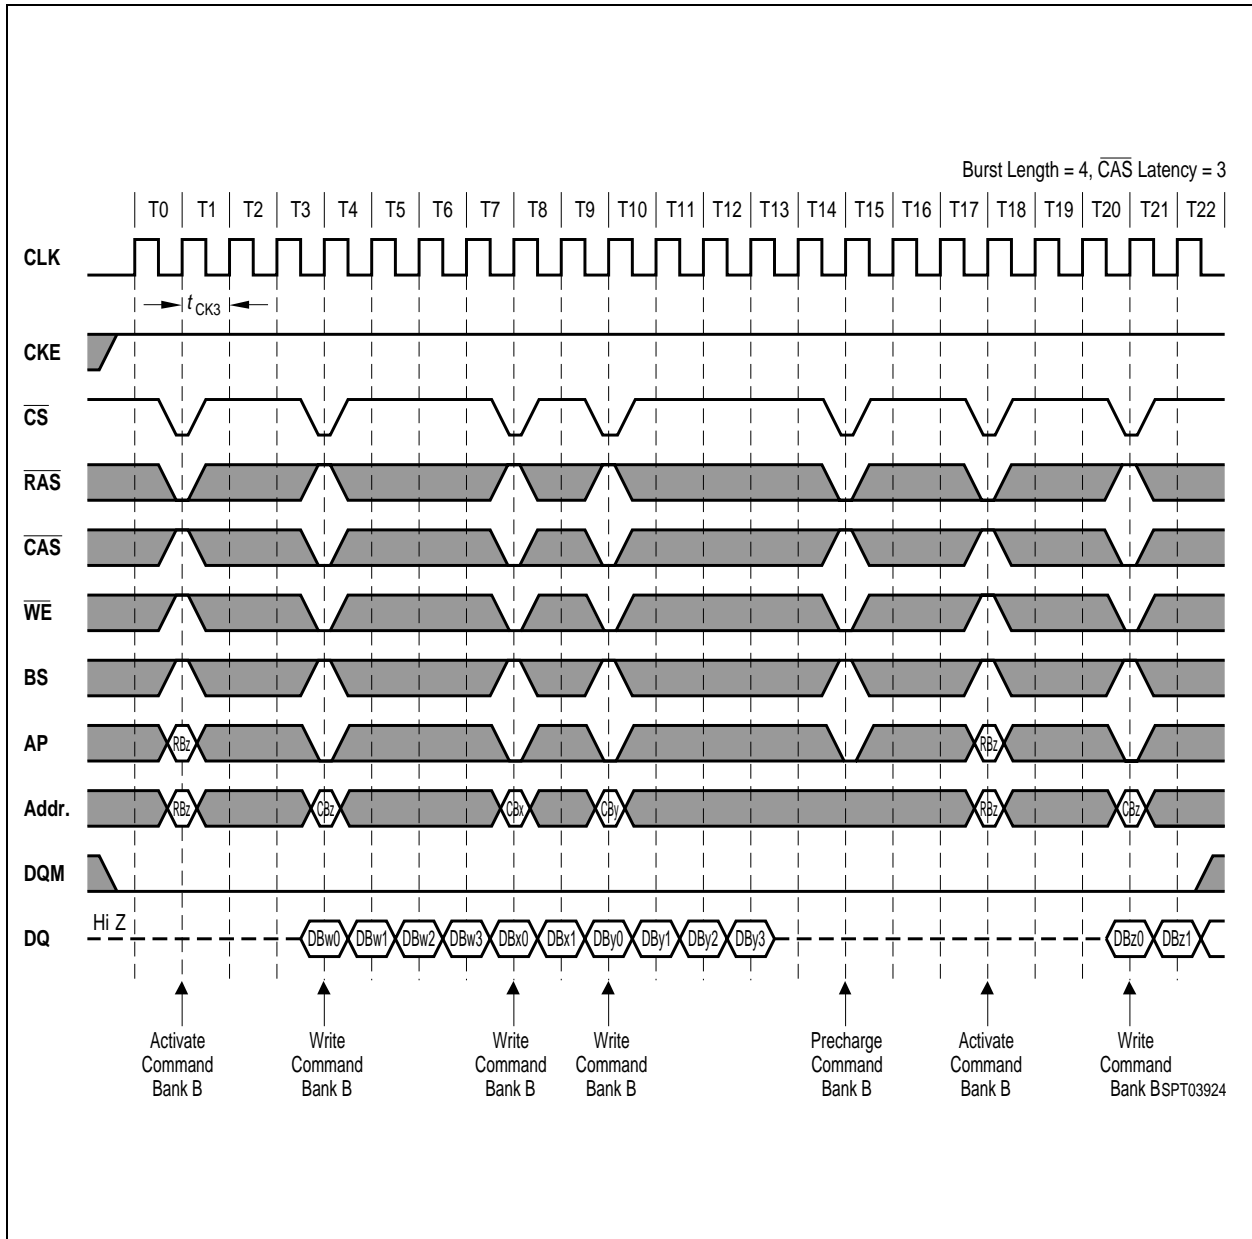 Burst Length = 4, CAS Latency = 3
T0 T1 T2 T3 T4 T5 T6 T7 T8 T9 T10 T11 T12 T13 T14 T15 T16 T17 T18 T19 T20 T21 T22
CLK
t CK3
CKE
CS
RAS
CAS
WE
BS
AP RBz RBz
Addr. RBz CBz CBx CBy RBz CBz
DQM
Hi Z
DQ DBw0 DBw1 DBw2 DBw3 DBx0 DBx1 DBy0 DBy1 DBy2 DBy3 DBz0 DBz1
Activate Write Write Write Precharge Activate Write
Command Command Command Command Command Command Command
Bank B Bank B Bank B Bank B Bank B Bank B Bank B SPT03924